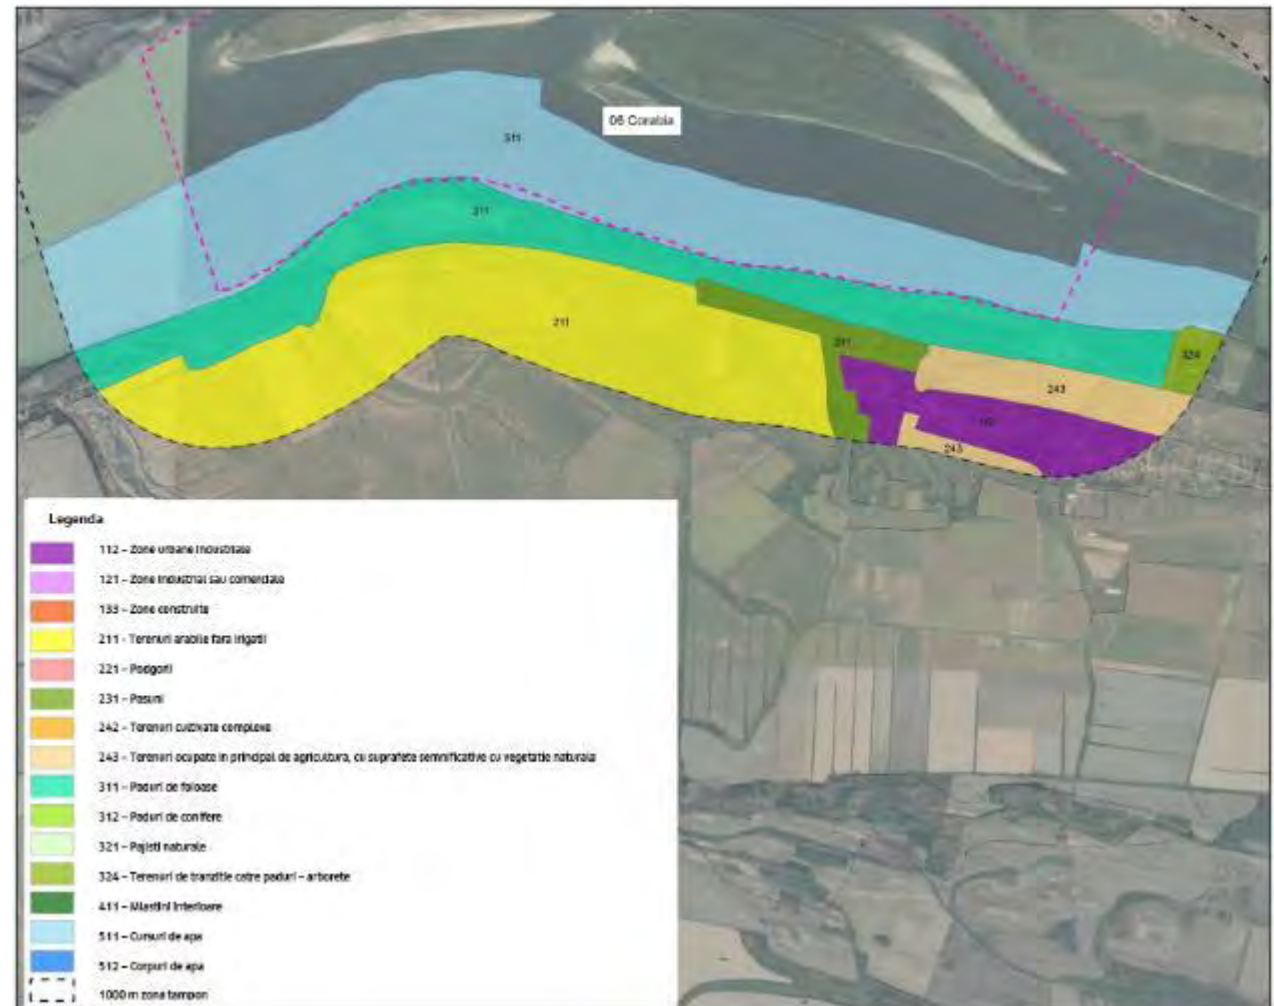 06 Corabia
511
311
211
231
324
243
112
243
Legenda
112 – Zone urbane industriale
121 – Zone industrial sau comerciale
133 – Zone construite
211 - Terenuri arabile fara irigatii
221 – Podgorii
231 – Pasuni
242 – Terenuri cultivate complexe
243 – Terenuri ocupate in principal de agricultura, cu suprafete semnificative cu vegetatie naturala
311 – Paduri de foioase
312 – Paduri de conifere
321 – Pajisti naturale
324 – Terenuri de tranzitie catre paduri – arborete
411 – Mlastini interioare
511 – Cursuri de apa
512 – Corpuri de apa
1000 m zona tampon